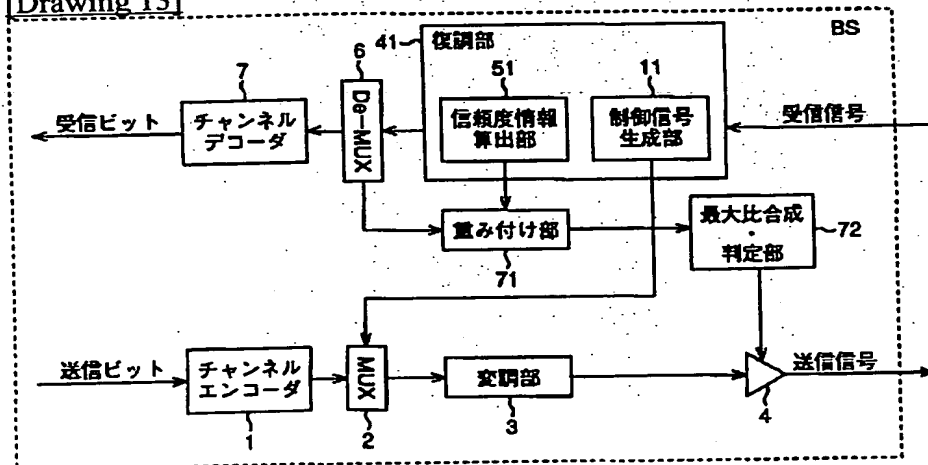 [Drawing 13]
BS
41
復調部
6
De-MUX
7
チャンネル
デコーダ
受信ビット
51
信頼度情報
算出部
11
制御信号
生成部
受信信号
重み付け部
71
最大比合成
・
判定部
72
送信ビット
チャンネル
エンコーダ
1
MUX
2
変調部
3
4
送信信号